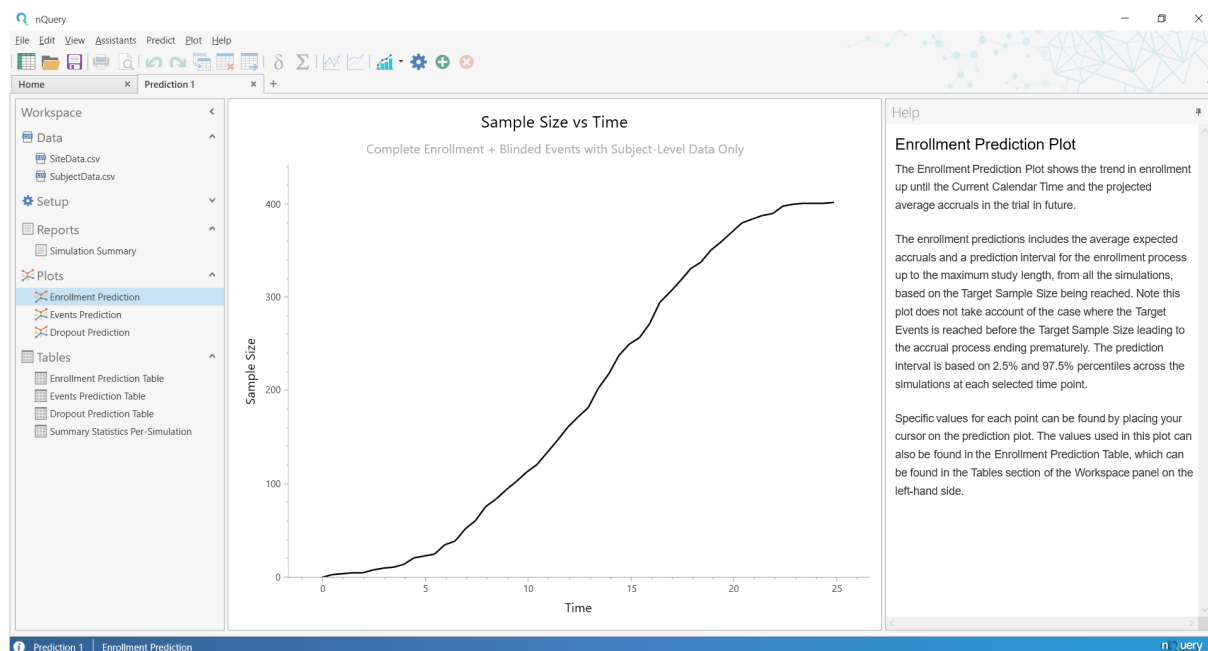 nQuery
File Edit View Assistants Predict Plot Help
δ Σ
Home × Prediction 1 × +
Workspace
Data
SiteData.csv
SubjectData.csv
Setup
Reports
Simulation Summary
Plots
Enrollment Prediction
Events Prediction
Dropout Prediction
Tables
Enrollment Prediction Table
Events Prediction Table
Dropout Prediction Table
Summary Statistics Per-Simulation
Sample Size vs Time
Complete Enrollment + Blinded Events with Subject-Level Data Only
400
300
200
100
0
Sample Size
0 5 10 15 20 25
Time
Help
Enrollment Prediction Plot
The Enrollment Prediction Plot shows the trend in enrollment
up until the Current Calendar Time and the projected
average accruals in the trial in future.
The enrollment predictions includes the average expected
accruals and a prediction interval for the enrollment process
up to the maximum study length, from all the simulations,
based on the Target Sample Size being reached. Note this
plot does not take account of the case where the Target
Events is reached before the Target Sample Size leading to
the accrual process ending prematurely. The prediction
interval is based on 2.5% and 97.5% percentiles across the
simulations at each selected time point.
Specific values for each point can be found by placing your
cursor on the prediction plot. The values used in this plot can
also be found in the Enrollment Prediction Table, which can
be found in the Tables section of the Workspace panel on the
left-hand side.
Prediction 1 | Enrollment Prediction
nQuery